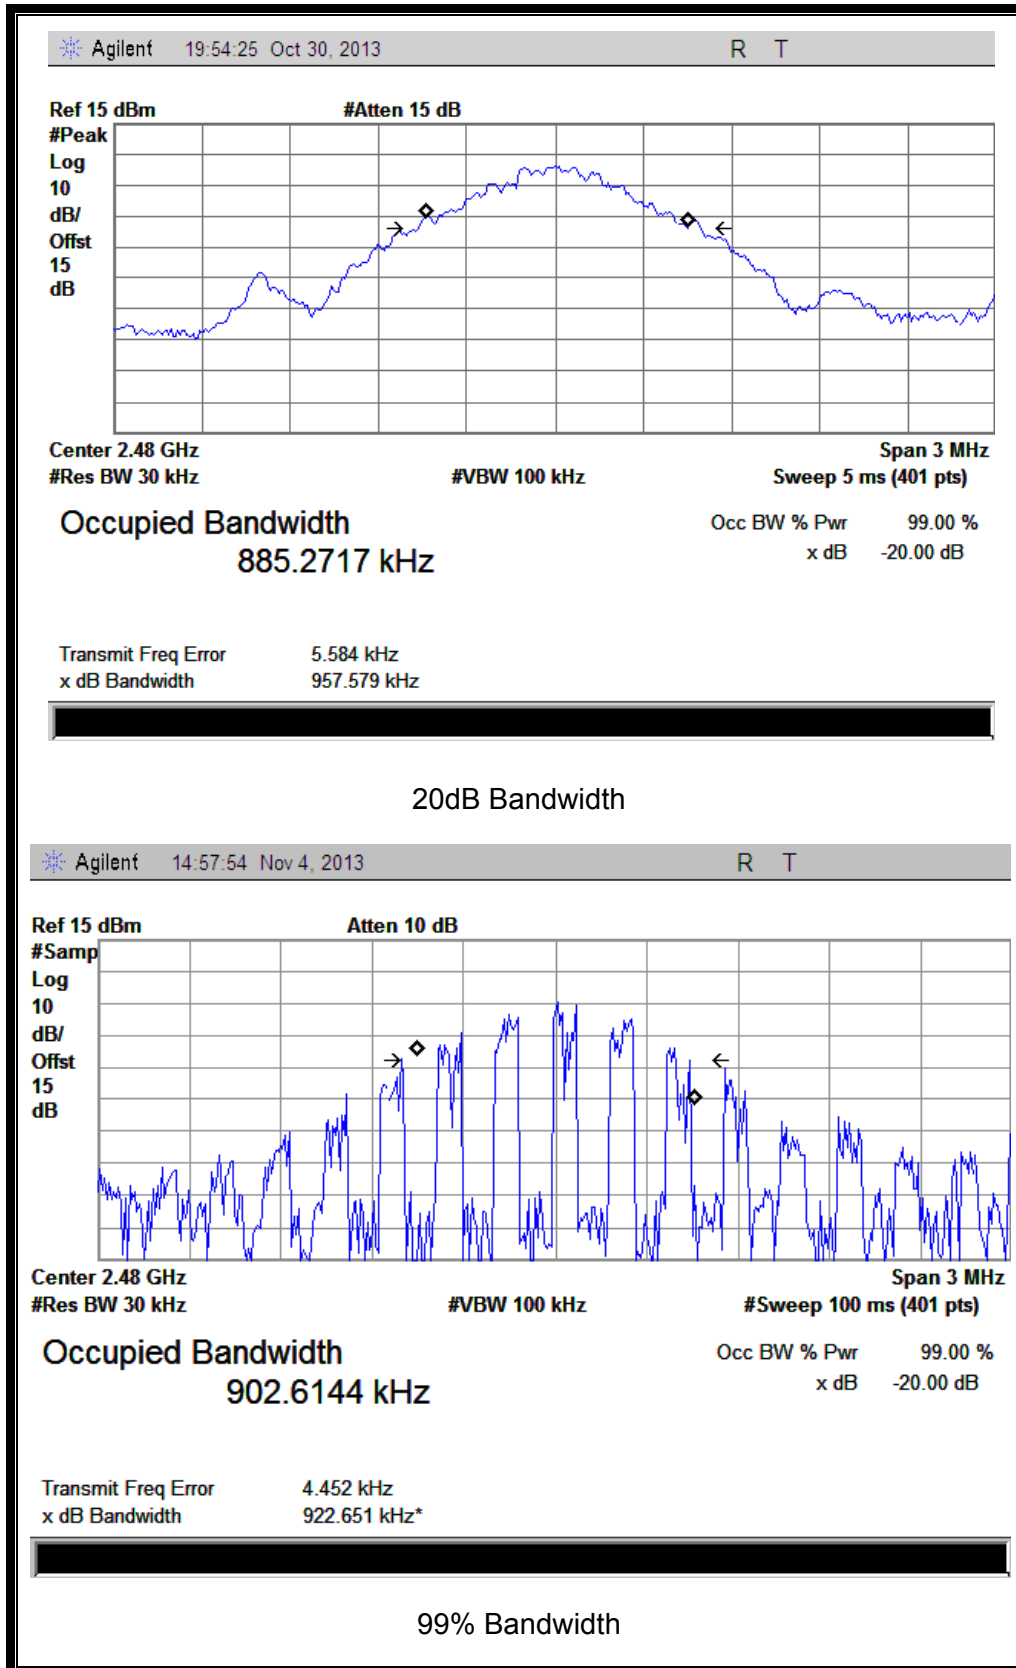 Agilent 19:54:25 Oct 30, 2013 R T
Ref 15 dBm #Atten 15 dB
#Peak
Log
10
dB/
Offst
15
dB
Center 2.48 GHz Span 3 MHz
#Res BW 30 kHz #VBW 100 kHz Sweep 5 ms (401 pts)
Occupied Bandwidth Occ BW % Pwr 99.00 %
885.2717 kHz x dB -20.00 dB
Transmit Freq Error 5.584 kHz
x dB Bandwidth 957.579 kHz
20dB Bandwidth
Agilent 14:57:54 Nov 4, 2013 R T
Ref 15 dBm Atten 10 dB
#Samp
Log
10
dB/
Offst
15
dB
Center 2.48 GHz Span 3 MHz
#Res BW 30 kHz #VBW 100 kHz #Sweep 100 ms (401 pts)
Occupied Bandwidth Occ BW % Pwr 99.00 %
902.6144 kHz x dB -20.00 dB
Transmit Freq Error 4.452 kHz
x dB Bandwidth 922.651 kHz*
99% Bandwidth